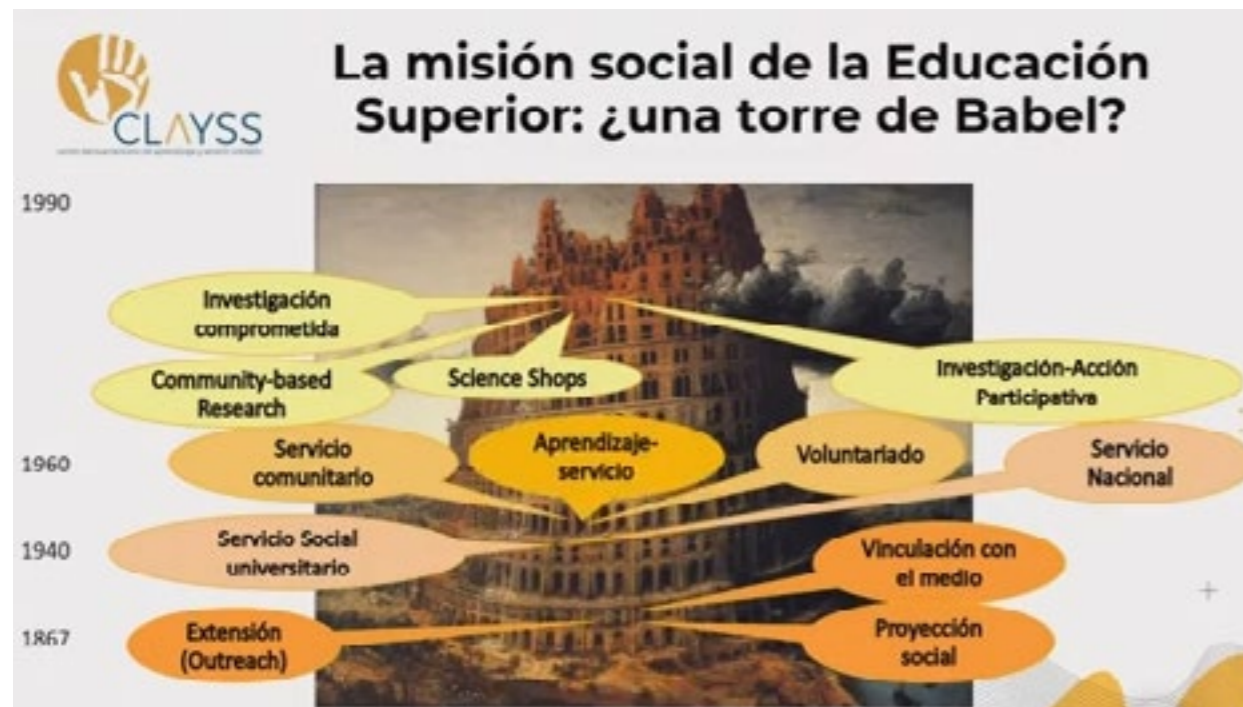 La misión social de la Educación
Superior: ¿una torre de Babel?
CLAYSS
1990
Investigación
comprometida
Community-based
Research
Science Shops
Investigación-Acción
Participativa
1960
Servicio
comunitario
Aprendizaje-
servicio
Voluntariado
Servicio
Nacional
1940
Servicio Social
universitario
Vinculación con
el medio
1867
Extensión
(Outreach)
Proyección
social